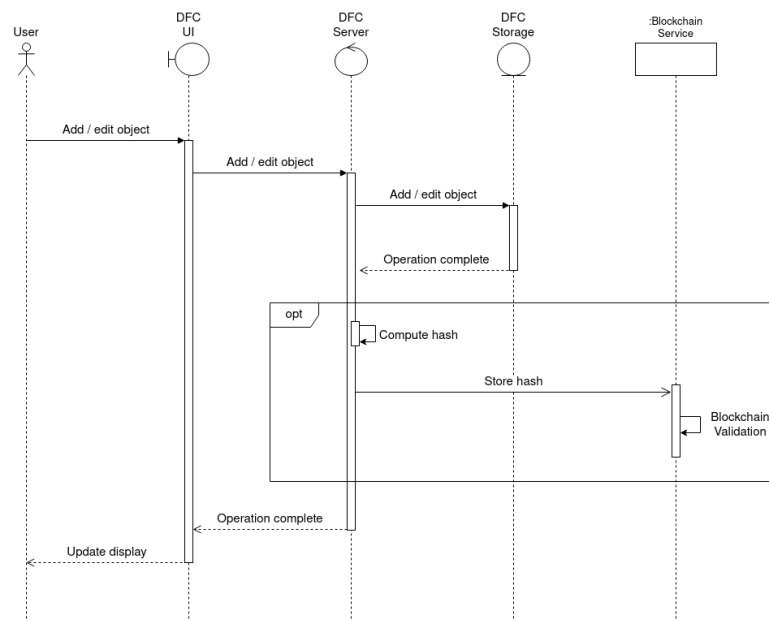 User
DFC
UI
DFC
Server
DFC
Storage
:Blockchain
Service
Add / edit object
Add / edit object
Add / edit object
Operation complete
opt
Compute hash
Store hash
Blockchain
Validation
Operation complete
Update display